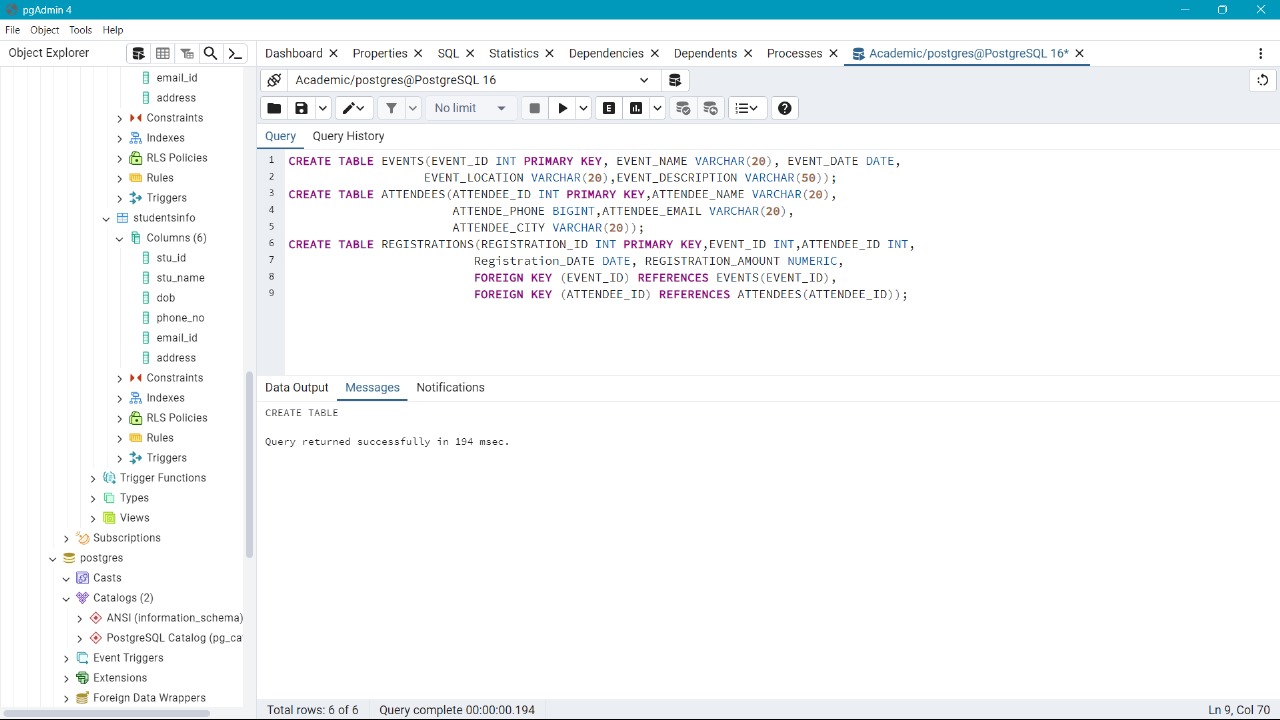 pgAdmin 4
File Object Tools Help
Object Explorer
Dashboard Properties SQL Statistics Dependencies Dependents Processes Academic/postgres@PostgreSQL 16*
email_id
address
Constraints
Indexes
RLS Policies
Rules
Triggers
studentsinfo
Columns (6)
stu_id
stu_name
dob
phone_no
email_id
address
Constraints
Indexes
RLS Policies
Rules
Triggers
Trigger Functions
Types
Views
Subscriptions
postgres
Casts
Catalogs (2)
ANSI (information_schema)
PostgreSQL Catalog (pg_ca
Event Triggers
Extensions
Foreign Data Wrappers
Academic/postgres@PostgreSQL 16
No limit
E
Query Query History
1 CREATE TABLE EVENTS(EVENT_ID INT PRIMARY KEY, EVENT_NAME VARCHAR(20), EVENT_DATE DATE,
2 EVENT_LOCATION VARCHAR(20),EVENT_DESCRIPTION VARCHAR(50));
3 CREATE TABLE ATTENDEES(ATTENDEE_ID INT PRIMARY KEY,ATTENDEE_NAME VARCHAR(20),
4 ATTENDE_PHONE BIGINT,ATTENDEE_EMAIL VARCHAR(20),
5 ATTENDEE_CITY VARCHAR(20));
6 CREATE TABLE REGISTRATIONS(REGISTRATION_ID INT PRIMARY KEY,EVENT_ID INT,ATTENDEE_ID INT,
7 Registration_DATE DATE, REGISTRATION_AMOUNT NUMERIC,
8 FOREIGN KEY (EVENT_ID) REFERENCES EVENTS(EVENT_ID),
9 FOREIGN KEY (ATTENDEE_ID) REFERENCES ATTENDEES(ATTENDEE_ID));
Data Output Messages Notifications
CREATE TABLE
Query returned successfully in 194 msec.
Total rows: 6 of 6 Query complete 00:00:00.194 Ln 9, Col 70